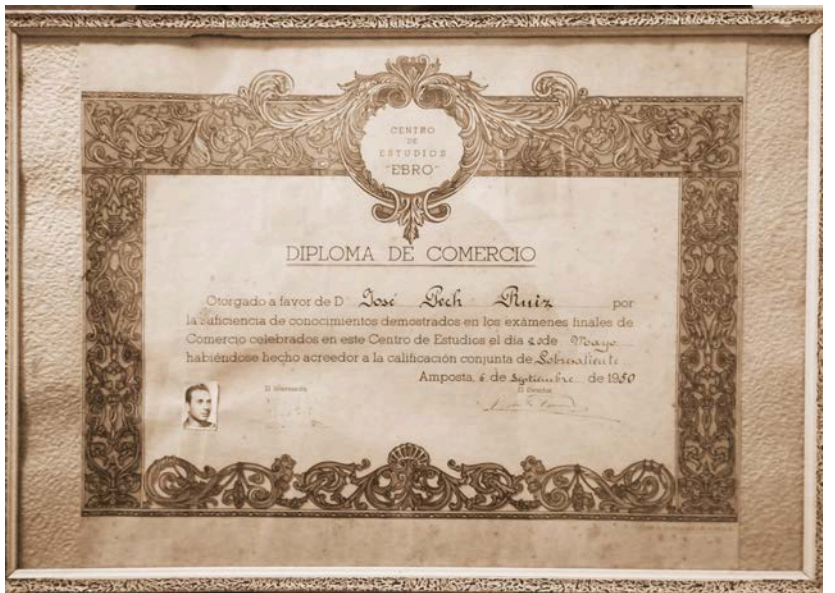 CENTRO
DE
ESTUDIOS
"EBRO"
DIPLOMA DE COMERCIO
Otorgado a favor de D José Pech Ruiz por
la suficiencia de conocimientos demostrados en los exámenes finales de
Comercio celebrados en este Centro de Estudios el día de Mayo
habiéndose hecho acreedor a la calificación conjunta de Sobresaliente
Amposta, 6 de Septiembre de 1950
El Interesado
El Director